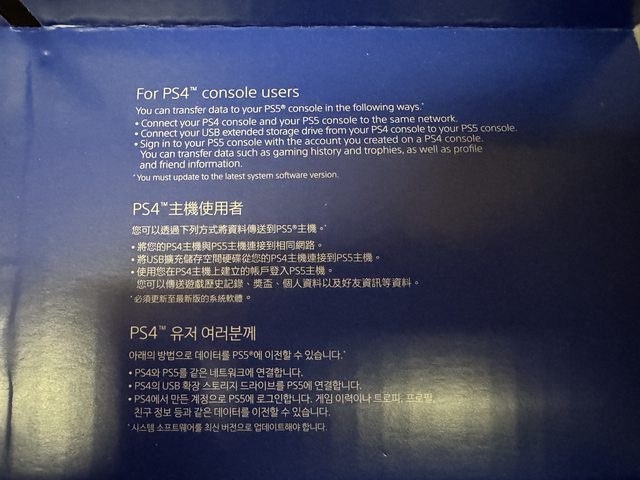 For PS4™ console users
You can transfer data to your PS5® console in the following ways.*
• Connect your PS4 console and your PS5 console to the same network.
• Connect your USB extended storage drive from your PS4 console to your PS5 console.
• Sign in to your PS5 console with the account you created on a PS4 console.
You can transfer data such as gaming history and trophies, as well as profile
and friend information.
* You must update to the latest system software version.
PS4™主機使用者
您可以透過下列方式將資料傳送到PS5®主機。*
• 將您的PS4主機與PS5主機連接到相同網路。
• 將USB擴充儲存空間硬碟從您的PS4主機連接到PS5主機。
• 使用您在PS4主機上建立的帳戶登入PS5主機。
您可以傳送遊戲歷史記錄、獎盃、個人資料以及好友資訊等資料。
* 必須更新至最新版的系統軟體。
PS4™ 유저 여러분께
아래의 방법으로 데이터를 PS5®에 이전할 수 있습니다.*
• PS4와 PS5를 같은 네트워크에 연결합니다.
• PS4의 USB 확장 스토리지 드라이브를 PS5에 연결합니다.
• PS4에서 만든 계정으로 PS5에 로그인합니다. 게임 이력이나 트로피, 프로필,
친구 정보 등과 같은 데이터를 이전할 수 있습니다.
* 시스템 소프트웨어를 최신 버전으로 업데이트해야 합니다.